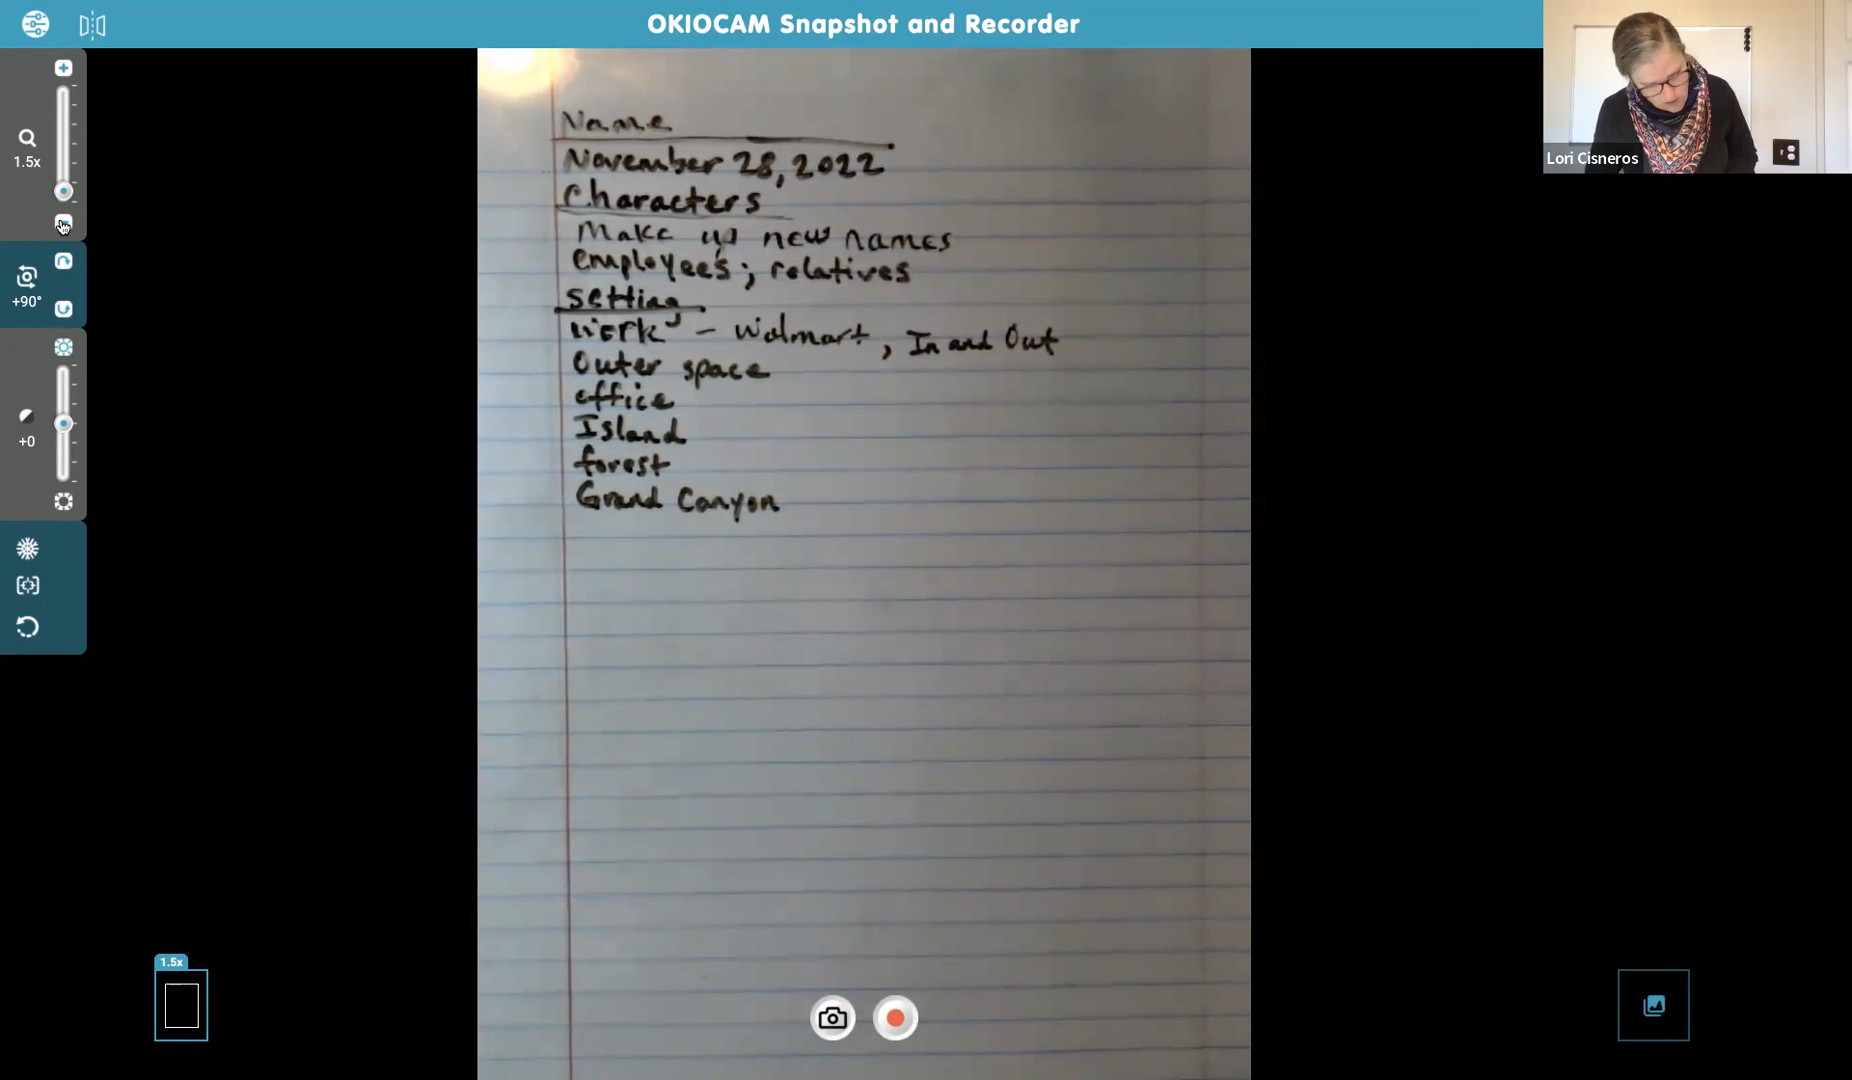 OKIOCAM Snapshot and Recorder
Lori Cisneros
1.5x
+90°
+0
1.5x
Name
November 28, 2022
Characters
Make up new names
employees; relatives
setting
Work - Walmart, In and Out
Outer space
office
Island
forest
Grand Canyon